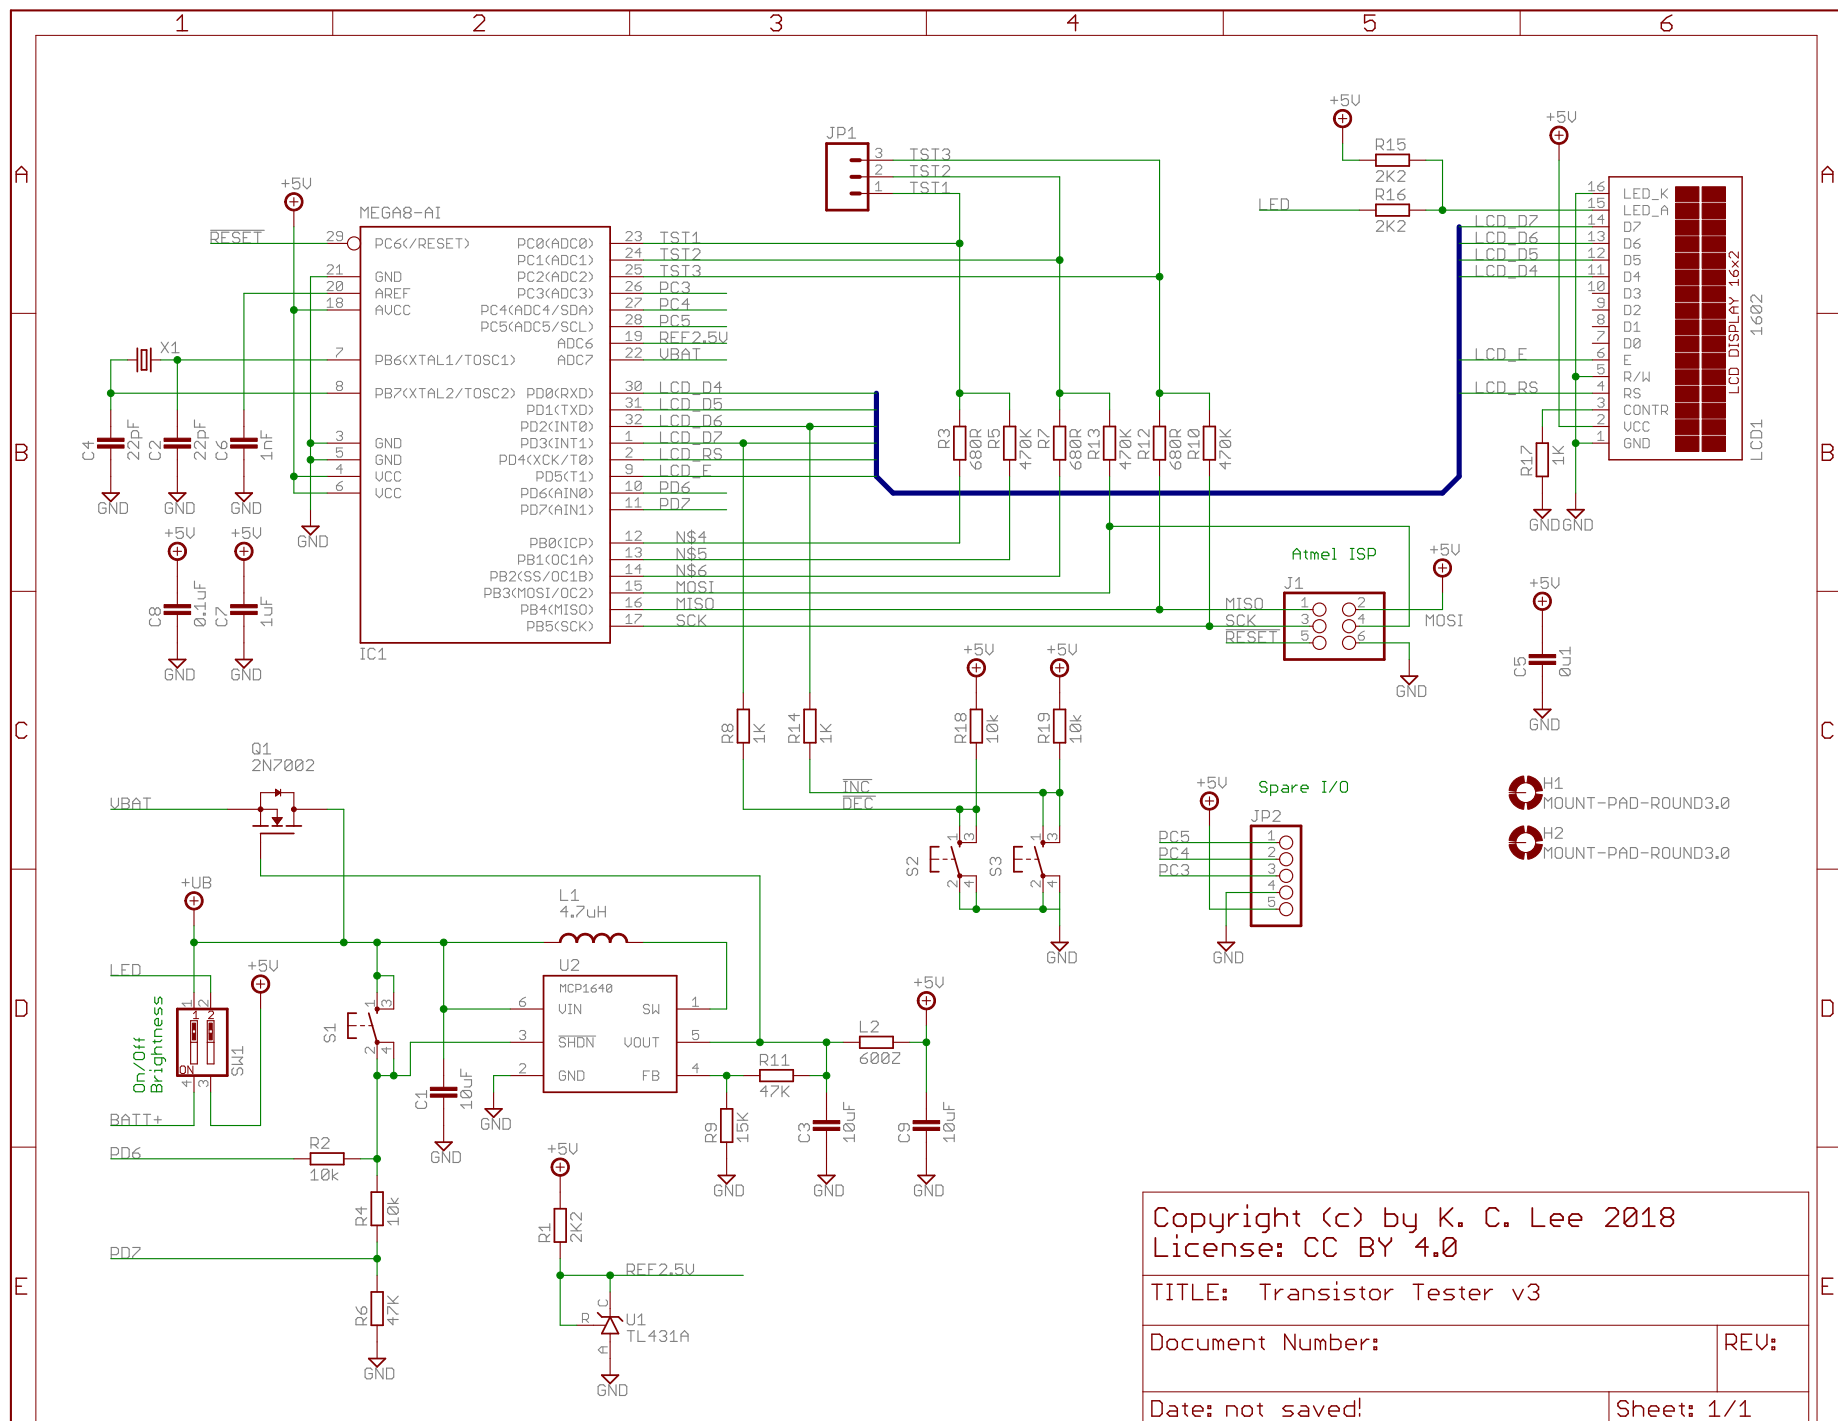 1 2 3 4 5 6
A A
B B
C C
D D
E E
+5V
RESET
MEGA8-AI
29 PC6(/RESET)
21 GND
20 AREF
18 AVCC
7 PB6(XTAL1/TOSC1)
8 PB7(XTAL2/TOSC2)
3 GND
5 GND
4 VCC
6 VCC
PC0(ADC0) 23 TST1
PC1(ADC1) 24 TST2
PC2(ADC2) 25 TST3
PC3(ADC3) 26 PC3
PC4(ADC4/SDA) 27 PC4
PC5(ADC5/SCL) 28 PC5
ADC6 19 REF2.5V
ADC7 22 VBAT
PD0(RXD) 30 LCD_D4
PD1(TXD) 31 LCD_D5
PD2(INT0) 32 LCD_D6
PD3(INT1) 1 LCD_D7
PD4(XCK/T0) 2 LCD_RS
PD5(T1) 9 LCD_E
PD6(AIN0) 10 PD6
PD7(AIN1) 11 PD7
PB0(ICP) 12 N$4
PB1(OC1A) 13 N$5
PB2(SS/OC1B) 14 N$6
PB3(MOSI/OC2) 15 MOSI
PB4(MISO) 16 MISO
PB5(SCK) 17 SCK
IC1
X1
C4 22pF
C2 22pF
C6 1nF
GND GND GND
GND
+5V +5V
C8 0.1uF
C7 1uF
GND GND
JP1
3 TST3
2 TST2
1 TST1
R3 680R
R5 470K
R7 680R
R13 470K
R12 680R
R10 470K
+5V
R15
2K2
LED
R16
2K2
+5V
16 LED_K
15 LED_A
LCD_D7 14 D7
LCD_D6 13 D6
LCD_D5 12 D5
LCD_D4 11 D4
10 D3
9 D2
8 D1
7 D0
LCD_E 6 E
5 R/W
LCD_RS 4 RS
3 CONTR
2 VCC
1 GND
LCD DISPLAY 16x2
1602
LCD1
R17 1K
GND GND
Atmel ISP
+5V
J1
MISO 1 2
SCK 3 4
RESET 5 6
MOSI
GND
+5V
C5 0u1
GND
R8 1K
R14 1K
+5V +5V
R18 10k
R19 10k
INC
DEC
S2 1 3 2 4
S3 1 3 2 4
GND
+5V
Spare I/O
JP2
PC5 1
PC4 2
PC3 3
4
5
GND
H1
MOUNT-PAD-ROUND3.0
H2
MOUNT-PAD-ROUND3.0
Q1
2N7002
VBAT
+UB
LED
+5V
On/Off
Brightness
1 2
1 2
ON
4 3
SW1
BATT+
S1 1 3 2 4
L1
4.7uH
U2
MCP1640
6 VIN
3 SHDN
2 GND
SW 1
VOUT 5
FB 4
C1 10uF
GND
GND
R11
47K
R9 15K
GND
C3 10uF
GND
L2
600Z
+5V
C9 10uF
GND
PD6
R2
10k
R4 10k
PD7
R6 47K
GND
+5V
R1 2K2
REF2.5V
C
R
A
U1
TL431A
GND
Copyright (c) by K. C. Lee 2018
License: CC BY 4.0
TITLE: Transistor Tester v3
Document Number:
REV:
Date: not saved!
Sheet: 1/1